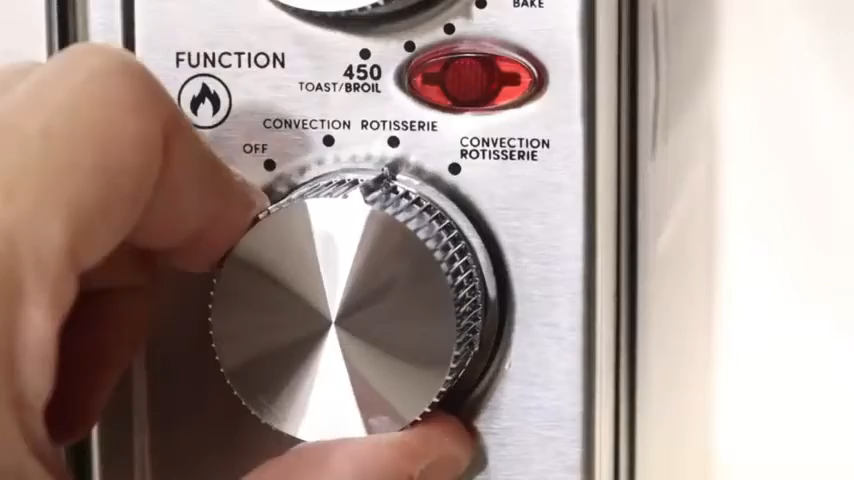 BAKE
FUNCTION
450
TOAST/BROIL
CONVECTION ROTISSERIE
OFF
CONVECTION
ROTISSERIE